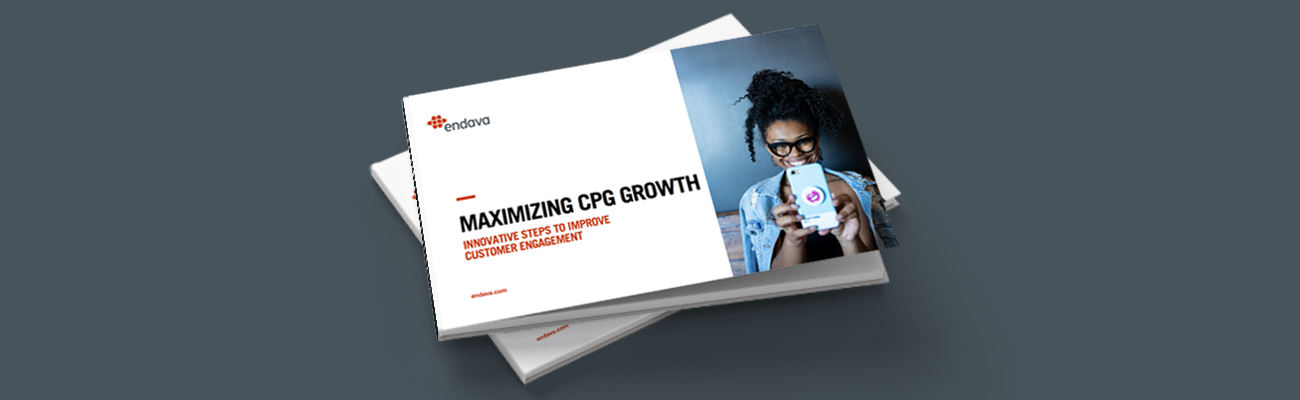 endava
MAXIMIZING CPG GROWTH
INNOVATIVE STEPS TO IMPROVE
CUSTOMER ENGAGEMENT
endava.com
endava.com